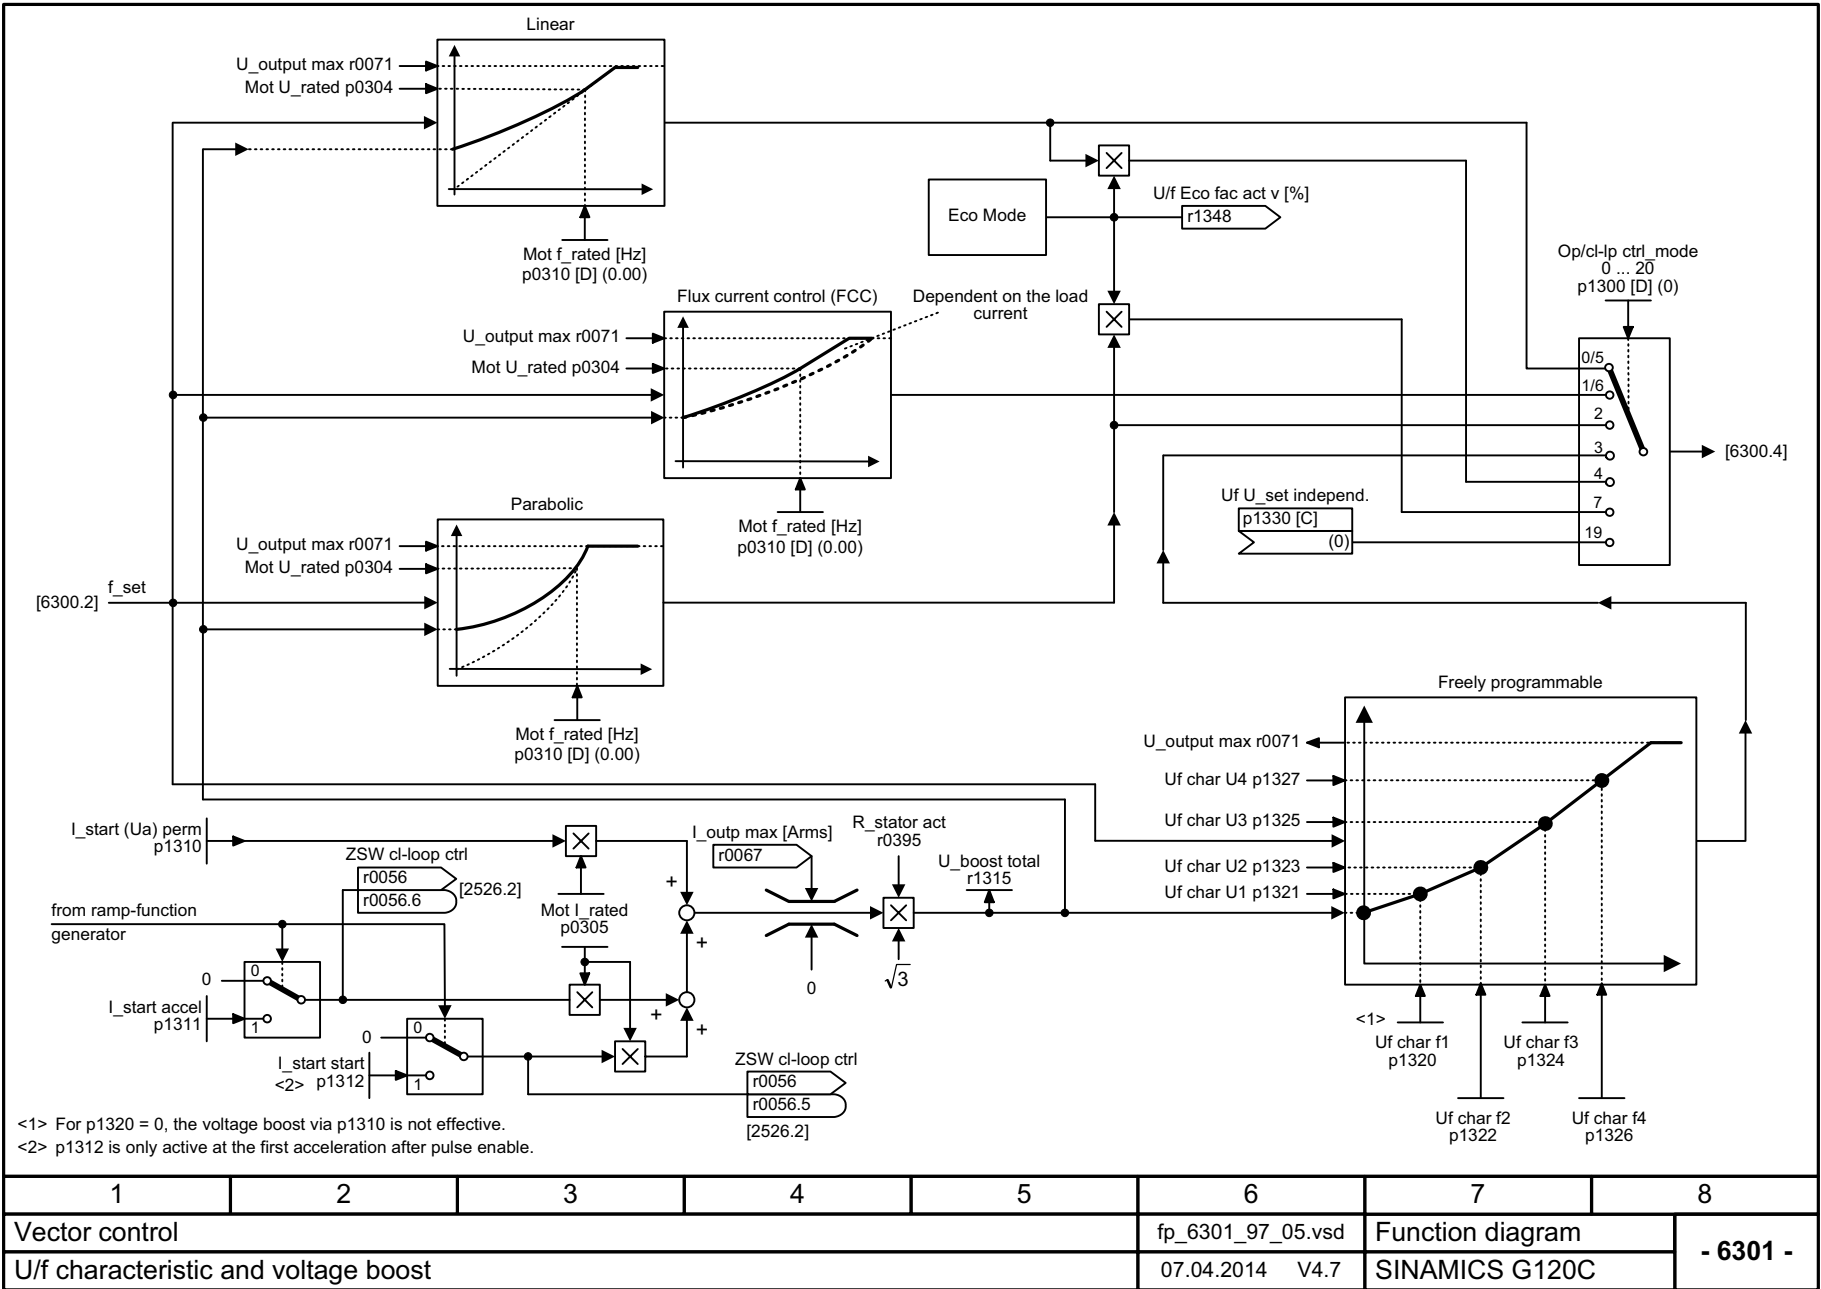 Linear
U_output max r0071
Mot U_rated p0304
Mot f_rated [Hz]
p0310 [D] (0.00)
Eco Mode
U/f Eco fac act v [%]
r1348
Op/cl-lp ctrl_mode
0 ... 20
p1300 [D] (0)
Flux current control (FCC)
Dependent on the load
current
U_output max r0071
Mot U_rated p0304
Mot f_rated [Hz]
p0310 [D] (0.00)
0/5
1/6
2
3
4
7
19
[6300.4]
Uf U_set independ.
p1330 [C]
(0)
Parabolic
U_output max r0071
Mot U_rated p0304
[6300.2]
f_set
Mot f_rated [Hz]
p0310 [D] (0.00)
Freely programmable
U_output max r0071
Uf char U4 p1327
Uf char U3 p1325
Uf char U2 p1323
Uf char U1 p1321
<1>
Uf char f1
p1320
Uf char f3
p1324
Uf char f2
p1322
Uf char f4
p1326
I_start (Ua) perm
p1310
ZSW cl-loop ctrl
r0056
r0056.6
[2526.2]
I_outp max [Arms]
r0067
R_stator act
r0395
U_boost total
r1315
+
Mot I_rated
p0305
+
from ramp-function
generator
0
√3
0
0
1
I_start accel
p1311
+
+
0
0
1
I_start start
<2> p1312
ZSW cl-loop ctrl
r0056
r0056.5
[2526.2]
<1> For p1320 = 0, the voltage boost via p1310 is not effective.
<2> p1312 is only active at the first acceleration after pulse enable.
1 2 3 4 5 6 7 8
Vector control
fp_6301_97_05.vsd
Function diagram
- 6301 -
U/f characteristic and voltage boost
07.04.2014 V4.7
SINAMICS G120C